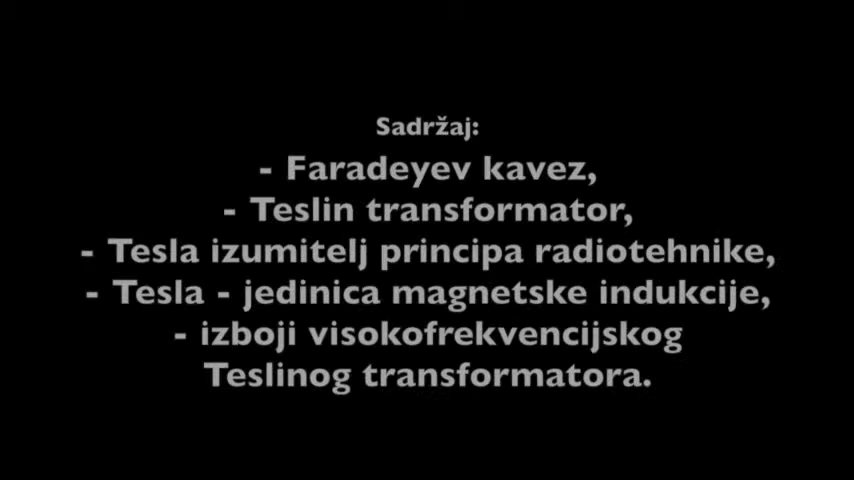 Sadržaj:
- Faradeyev kavez,
- Teslin transformator,
- Tesla izumitelj principa radiotehnike,
- Tesla - jedinica magnetske indukcije,
- izboji visokofrekvencijskog
Teslinog transformatora.